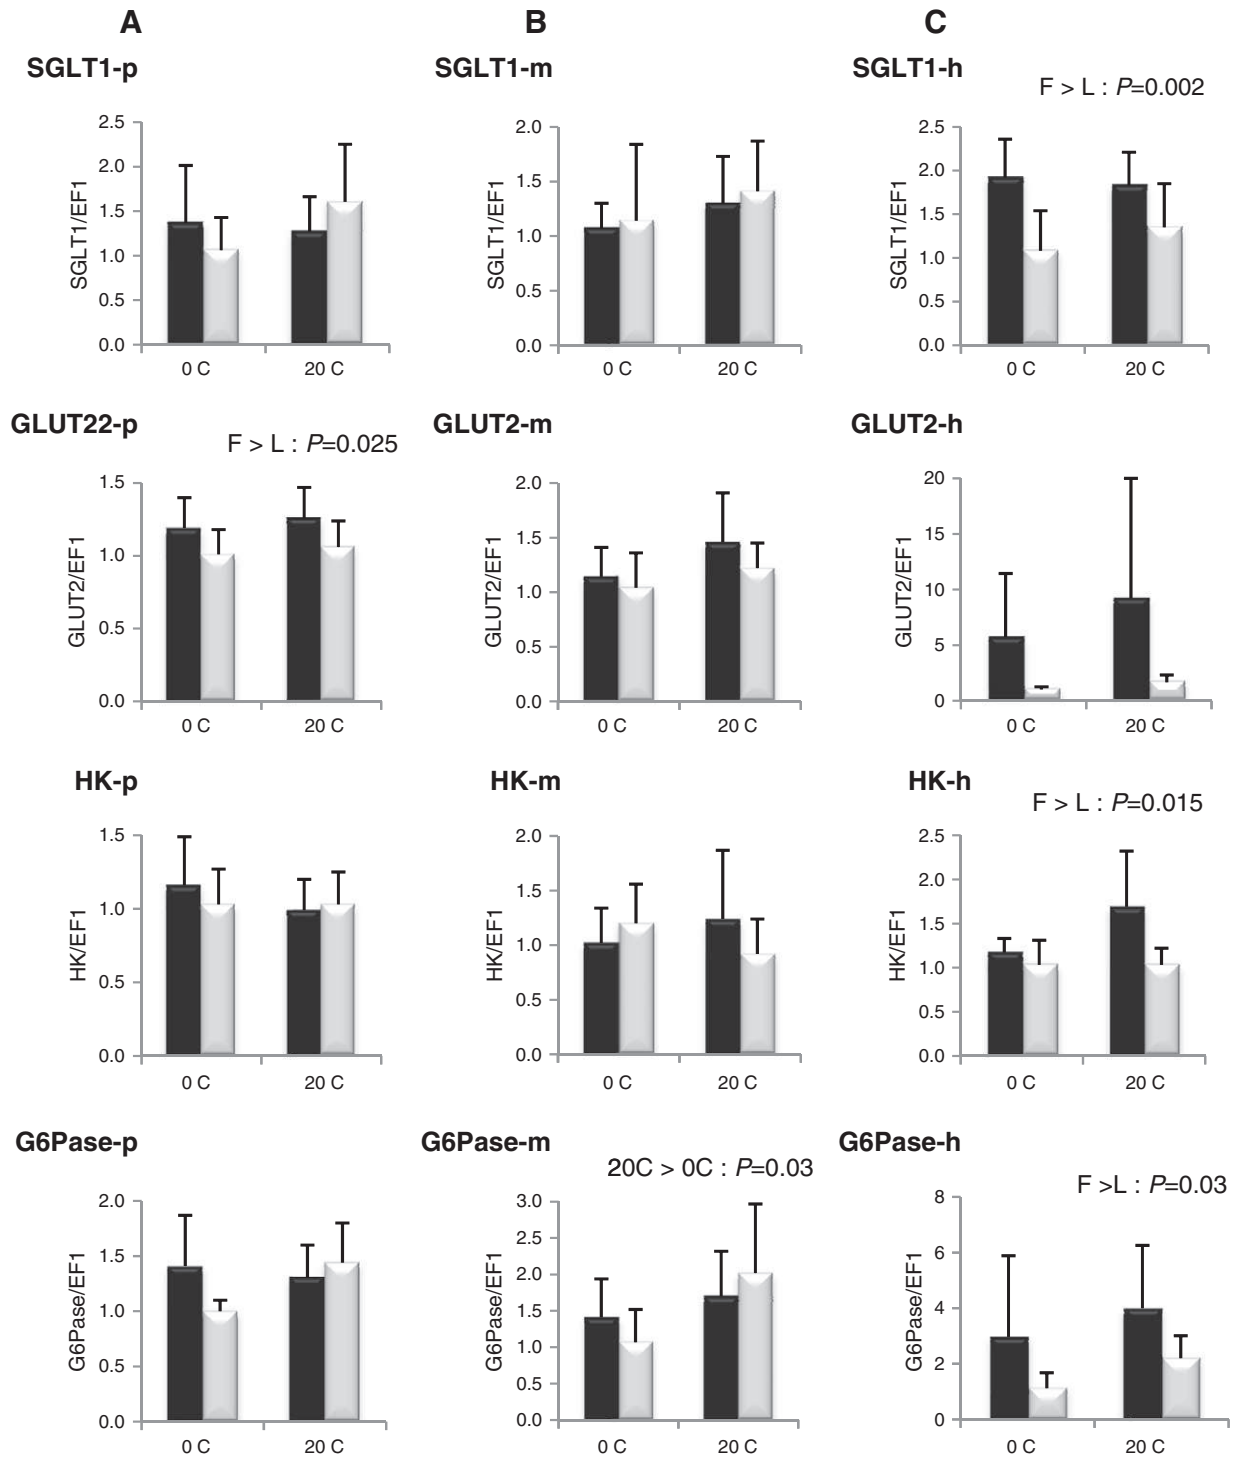 A
B
C
SGLT1-p
SGLT1-m
SGLT1-h
F > L : P=0.002
SGLT1/EF1
2.5
2.0
1.5
1.0
0.5
0.0
0 C
20 C
SGLT1/EF1
2.0
1.5
1.0
0.5
0.0
0 C
20 C
SGLT1/EF1
2.5
2.0
1.5
1.0
0.5
0.0
0 C
20 C
GLUT22-p
F > L : P=0.025
GLUT2-m
GLUT2-h
GLUT2/EF1
1.5
1.0
0.5
0.0
0 C
20 C
GLUT2/EF1
2.0
1.5
1.0
0.5
0.0
0 C
20 C
GLUT2/EF1
20
15
10
5
0
0 C
20 C
HK-p
HK-m
HK-h
F > L : P=0.015
HK/EF1
1.5
1.0
0.5
0.0
0 C
20 C
HK/EF1
2.0
1.5
1.0
0.5
0.0
0 C
20 C
HK/EF1
2.5
2.0
1.5
1.0
0.5
0.0
0 C
20 C
G6Pase-p
G6Pase-m
20C > 0C : P=0.03
G6Pase-h
F >L : P=0.03
G6Pase/EF1
2.0
1.5
1.0
0.5
0.0
0 C
20 C
G6Pase/EF1
3.0
2.5
2.0
1.5
1.0
0.5
0.0
0 C
20 C
G6Pase/EF1
8
6
4
2
0
0 C
20 C